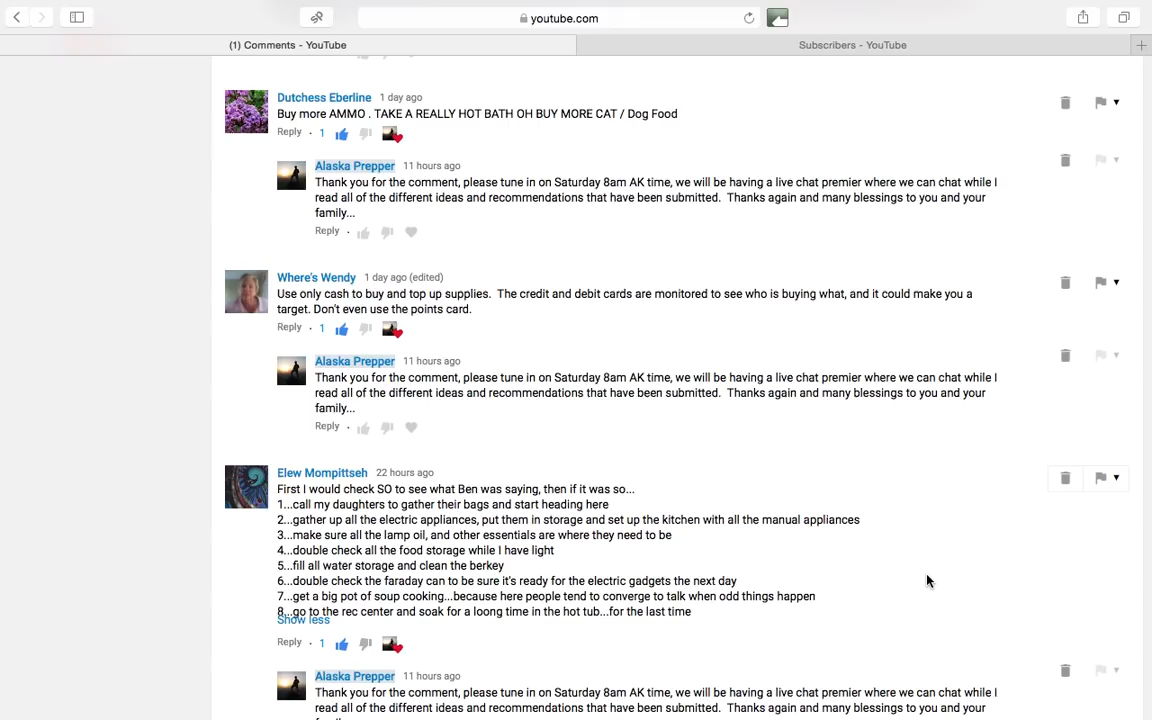 youtube.com
(1) Comments - YouTube
Subscribers - YouTube
Dutchess Eberline 1 day ago
Buy more AMMO . TAKE A REALLY HOT BATH OH BUY MORE CAT / Dog Food
Reply · 1
Alaska Prepper 11 hours ago
Thank you for the comment, please tune in on Saturday 8am AK time, we will be having a live chat premier where we can chat while I
read all of the different ideas and recommendations that have been submitted. Thanks again and many blessings to you and your
family...
Reply ·
Where's Wendy 1 day ago (edited)
Use only cash to buy and top up supplies. The credit and debit cards are monitored to see who is buying what, and it could make you a
target. Don't even use the points card.
Reply · 1
Alaska Prepper 11 hours ago
Thank you for the comment, please tune in on Saturday 8am AK time, we will be having a live chat premier where we can chat while I
read all of the different ideas and recommendations that have been submitted. Thanks again and many blessings to you and your
family...
Reply ·
Elew Mompittseh 22 hours ago
First I would check SO to see what Ben was saying, then if it was so...
1...call my daughters to gather their bags and start heading here
2...gather up all the electric appliances, put them in storage and set up the kitchen with all the manual appliances
3...make sure all the lamp oil, and other essentials are where they need to be
4...double check all the food storage while I have light
5...fill all water storage and clean the berkey
6...double check the faraday can to be sure it's ready for the electric gadgets the next day
7...get a big pot of soup cooking...because here people tend to converge to talk when odd things happen
8...go to the rec center and soak for a loong time in the hot tub...for the last time
Show less
Reply · 1
Alaska Prepper 11 hours ago
Thank you for the comment, please tune in on Saturday 8am AK time, we will be having a live chat premier where we can chat while I
read all of the different ideas and recommendations that have been submitted. Thanks again and many blessings to you and your